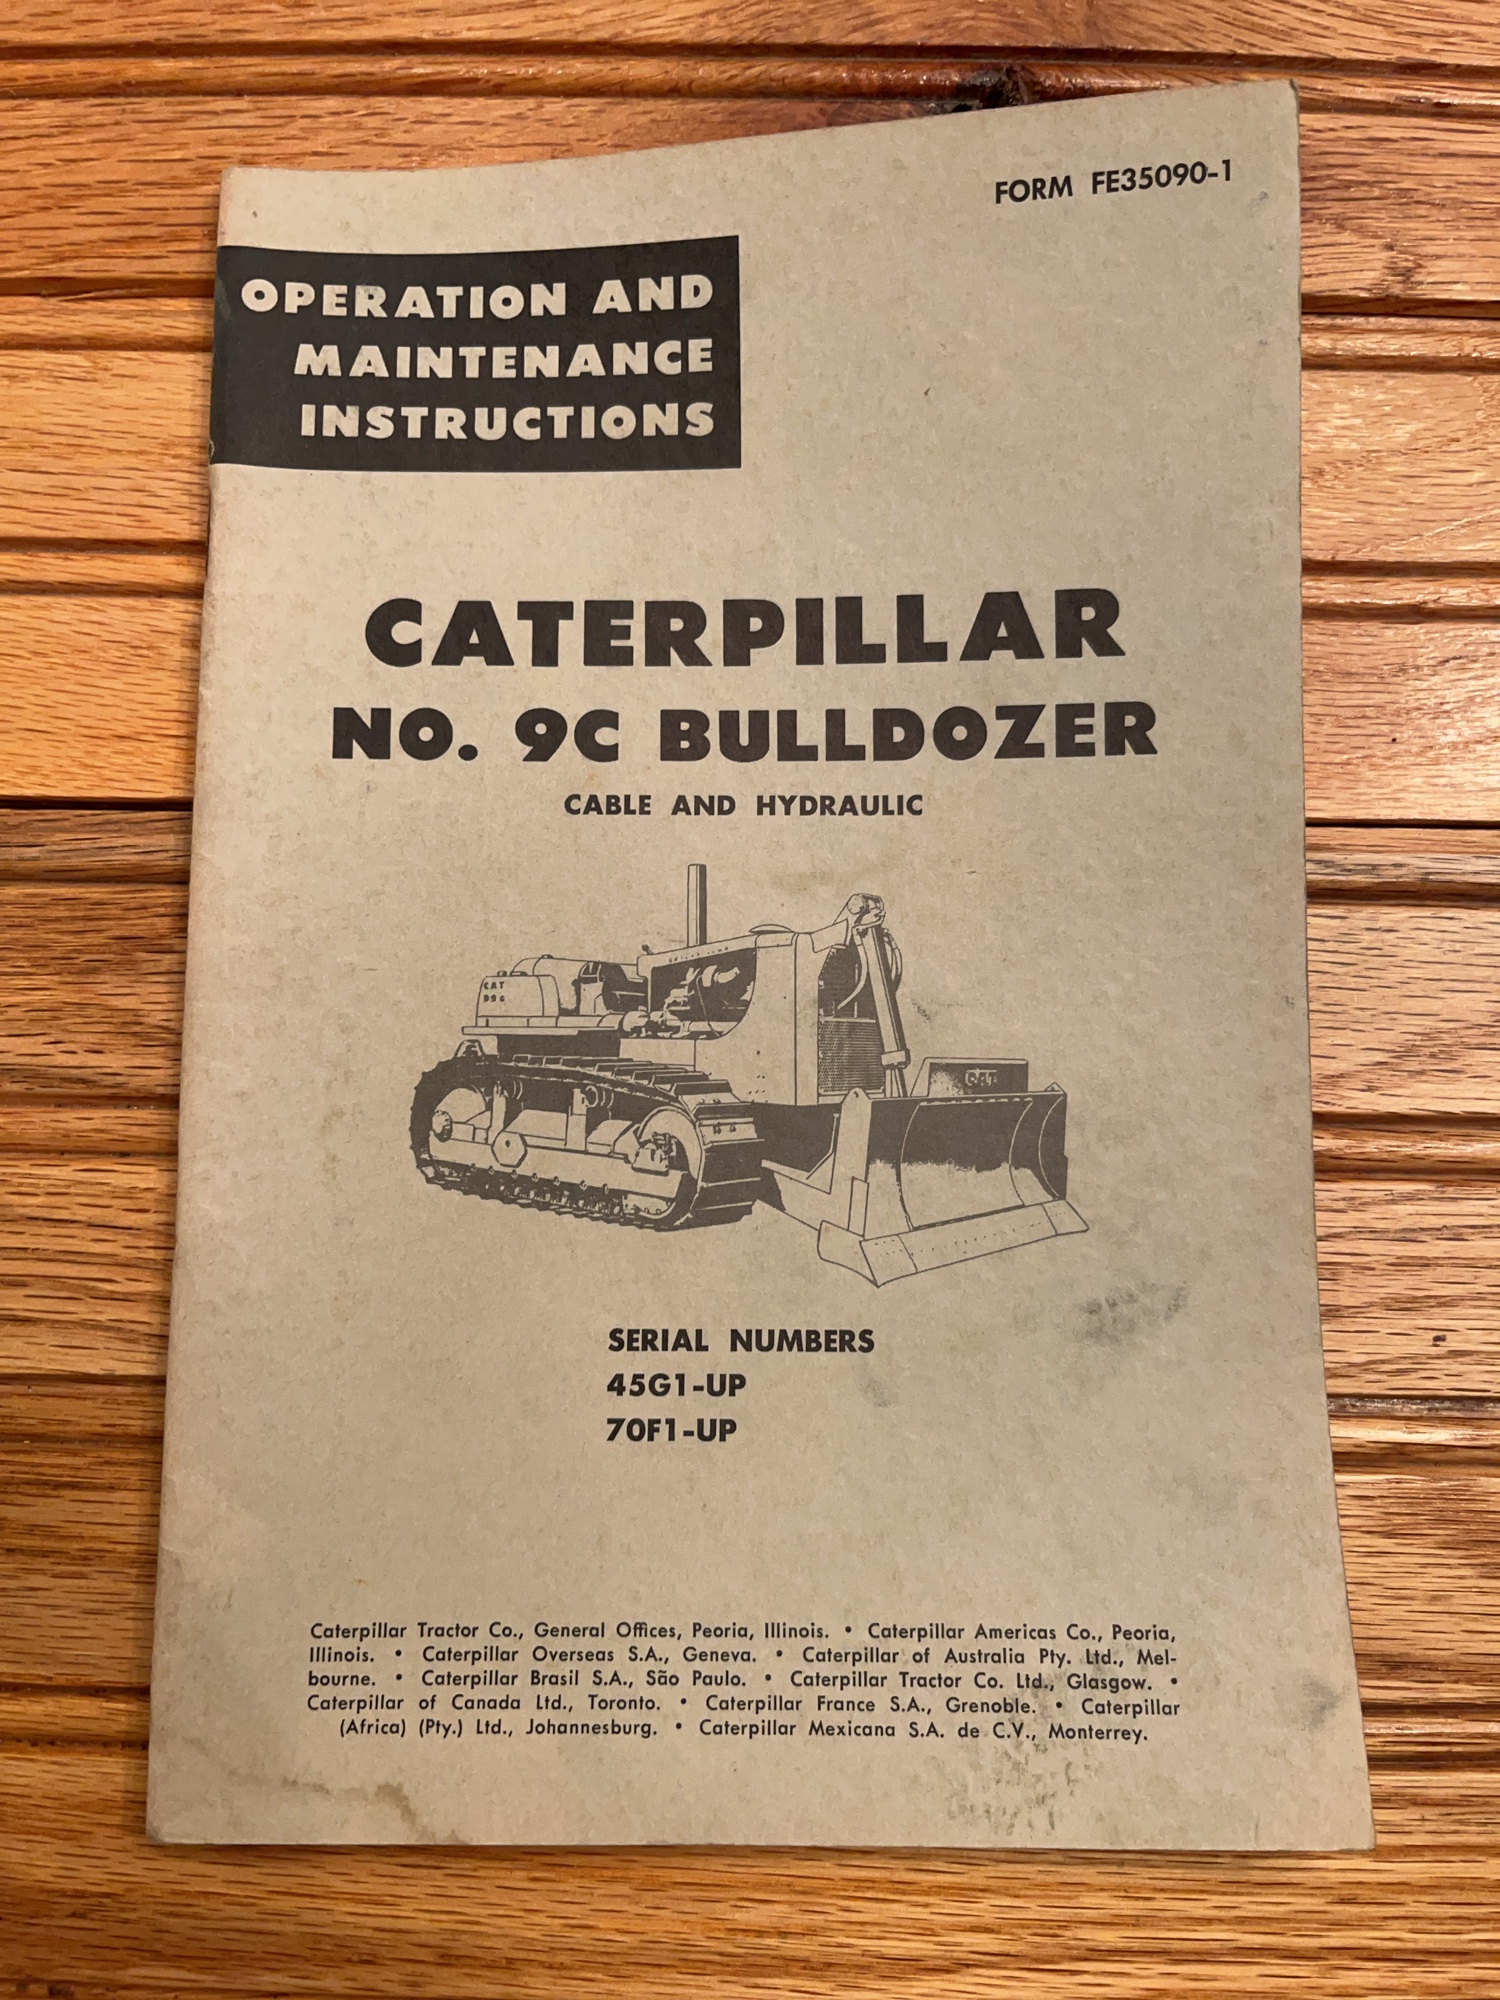 FORM FE35090-1
OPERATION AND
MAINTENANCE
INSTRUCTIONS
CATERPILLAR
NO. 9C BULLDOZER
CABLE AND HYDRAULIC
CAT
D9G
CAT
SERIAL NUMBERS
45G1-UP
70F1-UP
Caterpillar Tractor Co., General Offices, Peoria, Illinois. • Caterpillar Americas Co., Peoria,
Illinois. • Caterpillar Overseas S.A., Geneva. • Caterpillar of Australia Pty. Ltd., Mel-
bourne. • Caterpillar Brasil S.A., São Paulo. • Caterpillar Tractor Co. Ltd., Glasgow. •
Caterpillar of Canada Ltd., Toronto. • Caterpillar France S.A., Grenoble. • Caterpillar
(Africa) (Pty.) Ltd., Johannesburg. • Caterpillar Mexicana S.A. de C.V., Monterrey.